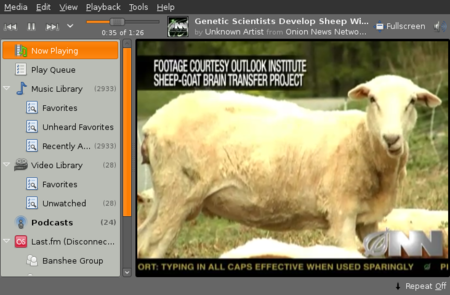 Media Edit View Playback Tools Help
0:35 of 1:26
Genetic Scientists Develop Sheep Wi...
by Unknown Artist from Onion News Netwo...
Fullscreen
Now Playing
Play Queue
Music Library (2933)
Favorites
Unheard Favorites
Recently A... (2933)
Video Library (28)
Favorites
Unwatched (28)
Podcasts (24)
Last.fm (Disconnec...
Banshee Group
FOOTAGE COURTESY OUTLOOK INSTITUTE
SHEEP-GOAT BRAIN TRANSFER PROJECT
ONN
ORT: TYPING IN ALL CAPS EFFECTIVE WHEN USED SPARINGLY PI
Repeat Off